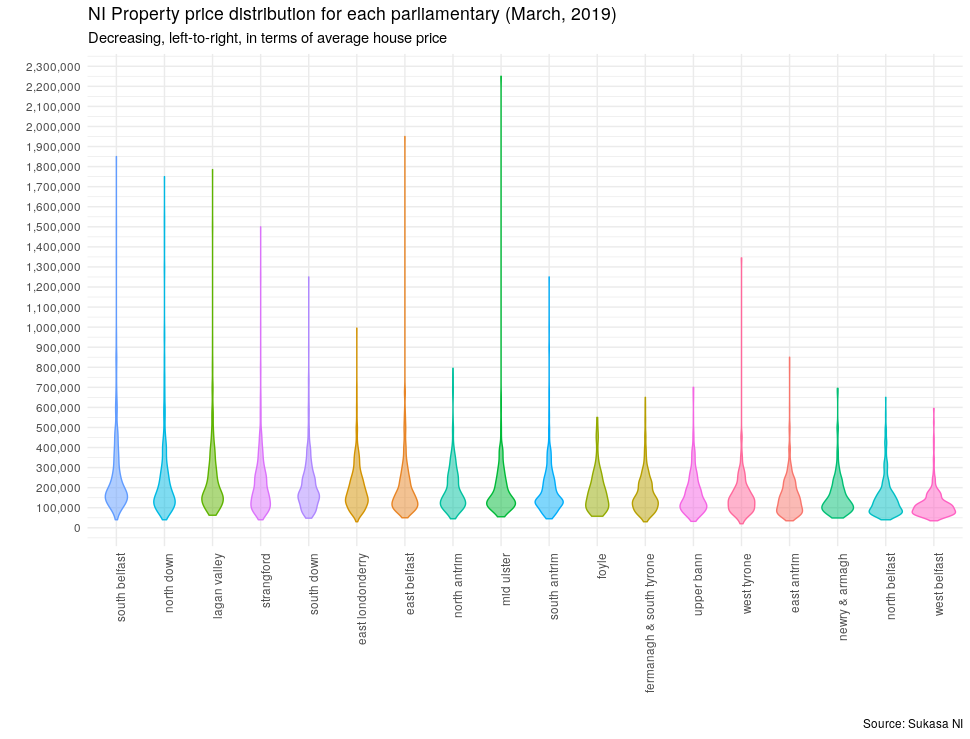 NI Property price distribution for each parliamentary (March, 2019)
Decreasing, left-to-right, in terms of average house price
2,300,000
2,200,000
2,100,000
2,000,000
1,900,000
1,800,000
1,700,000
1,600,000
1,500,000
1,400,000
1,300,000
1,200,000
1,100,000
1,000,000
900,000
800,000
700,000
600,000
500,000
400,000
300,000
200,000
100,000
0
south belfast
north down
lagan valley
strangford
south down
east londonderry
east belfast
north antrim
mid ulster
south antrim
foyle
fermanagh & south tyrone
upper bann
west tyrone
east antrim
newry & armagh
north belfast
west belfast
Source: Sukasa NI